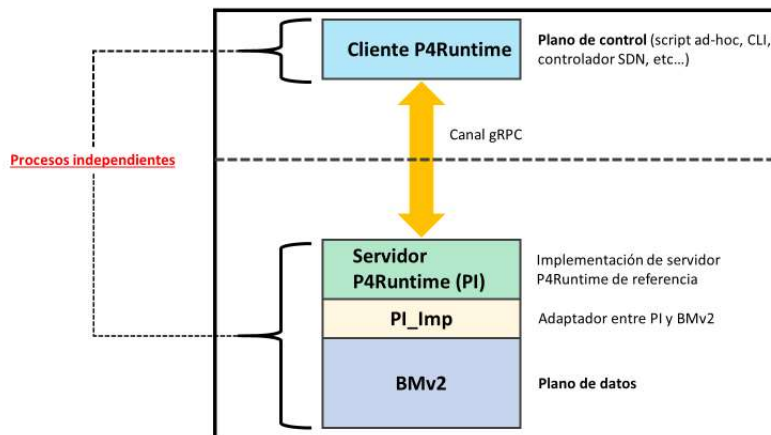 Cliente P4Runtime
Plano de control (script ad-hoc, CLI,
controlador SDN, etc...)
Canal gRPC
Procesos independientes
Servidor
P4Runtime (PI)
Implementación de servidor
P4Runtime de referencia
PI_Imp
Adaptador entre PI y BMv2
BMv2
Plano de datos